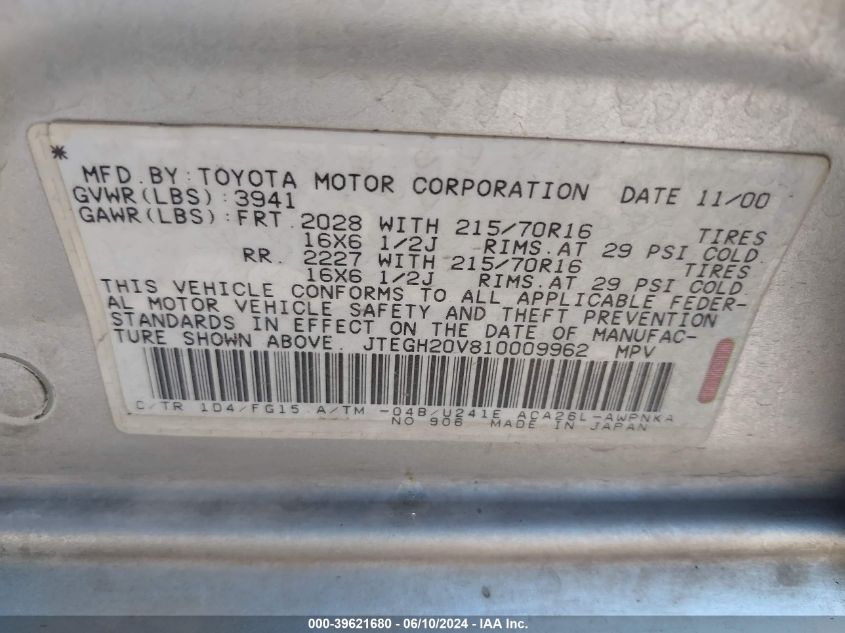 *
MFD.BY:TOYOTA MOTOR CORPORATION DATE 11/00
GVWR(LBS):3941
GAWR(LBS):FRT.2028 WITH 215/70R16 TIRES
16X6 1/2J RIMS.AT 29 PSI COLD
RR. 2227 WITH 215/70R16 TIRES
16X6 1/2J RIMS.AT 29 PSI COLD
THIS VEHICLE CONFORMS TO ALL APPLICABLE FEDER-
AL MOTOR VEHICLE SAFETY AND THEFT PREVENTION
STANDARDS IN EFFECT ON THE DATE OF MANUFAC-
TURE SHOWN ABOVE. JTEGH20V810009962 MPV
C/TR 1D4/FG15.A/TM -04B/U241E ACA26L-AWPNKA
NO 906 MADE IN JAPAN
000-39621680 / 06/10/2024 - IAA Inc.